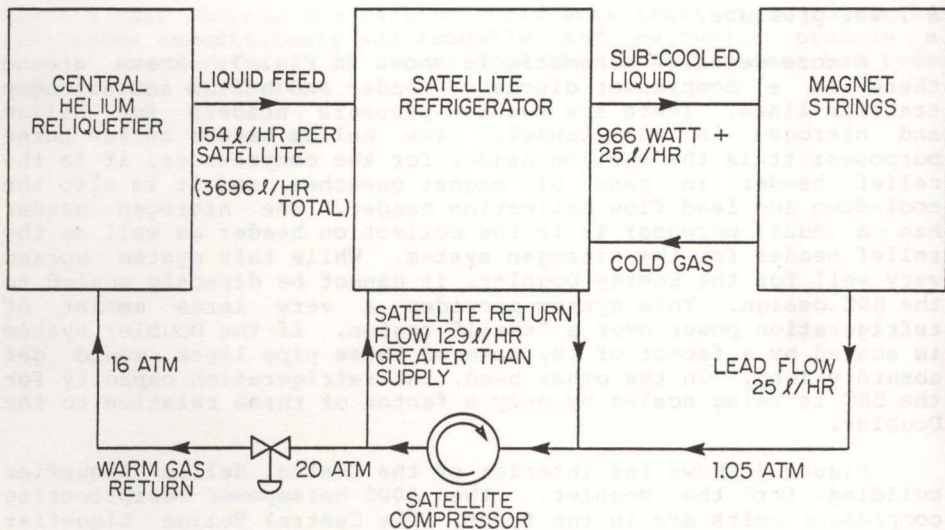 CENTRAL
HELIUM
LIQUEFIER
LIQUID FEED
154 ℓ/HR PER
SATELLITE
(3696 ℓ/HR
TOTAL)
SATELLITE
REFRIGERATOR
SUB-COOLED
LIQUID
966 WATT +
25 ℓ/HR
MAGNET
STRINGS
COLD GAS
SATELLITE RETURN
FLOW 129 ℓ/HR
GREATER THAN
SUPPLY
LEAD FLOW
25 ℓ/HR
16 ATM
WARM GAS
RETURN
20 ATM
SATELLITE
COMPRESSOR
1.05 ATM